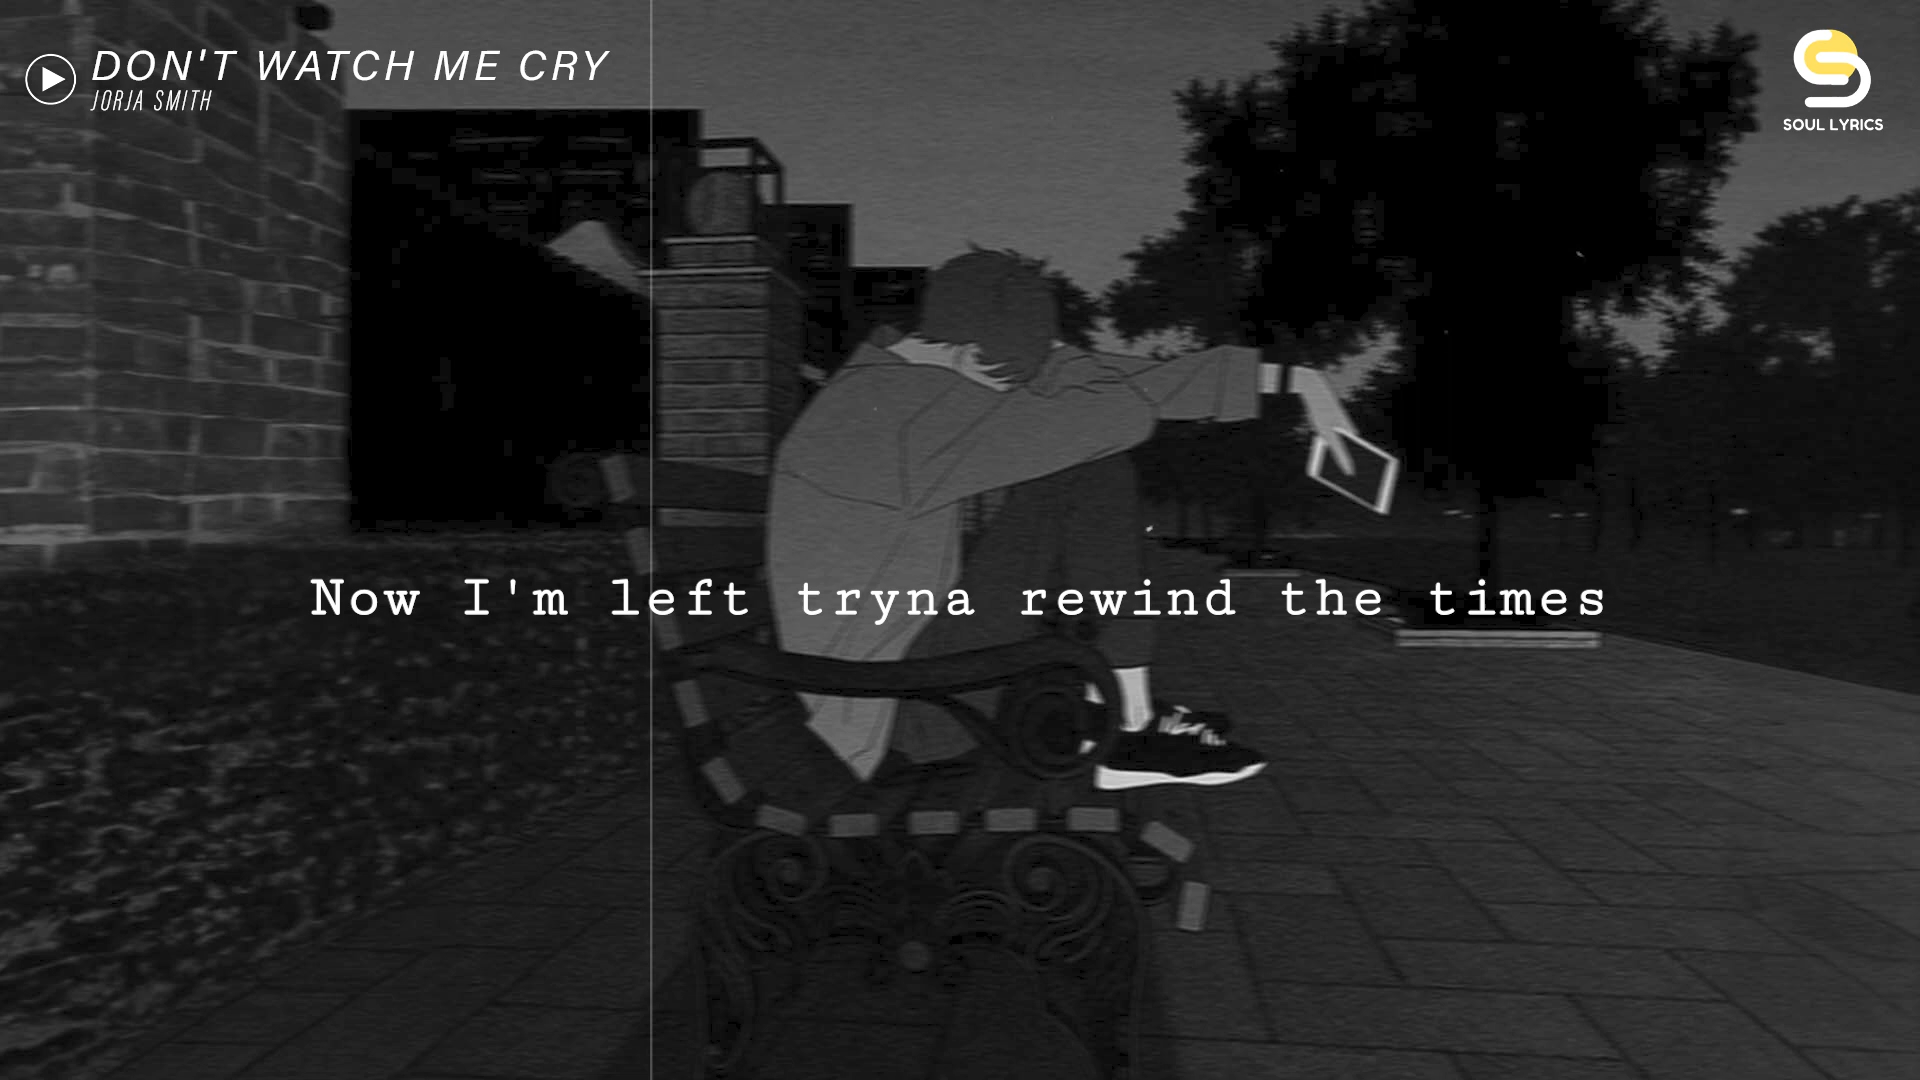 DON'T WATCH ME CRY
JORJA SMITH
SOUL LYRICS
Now I'm left tryna rewind the times